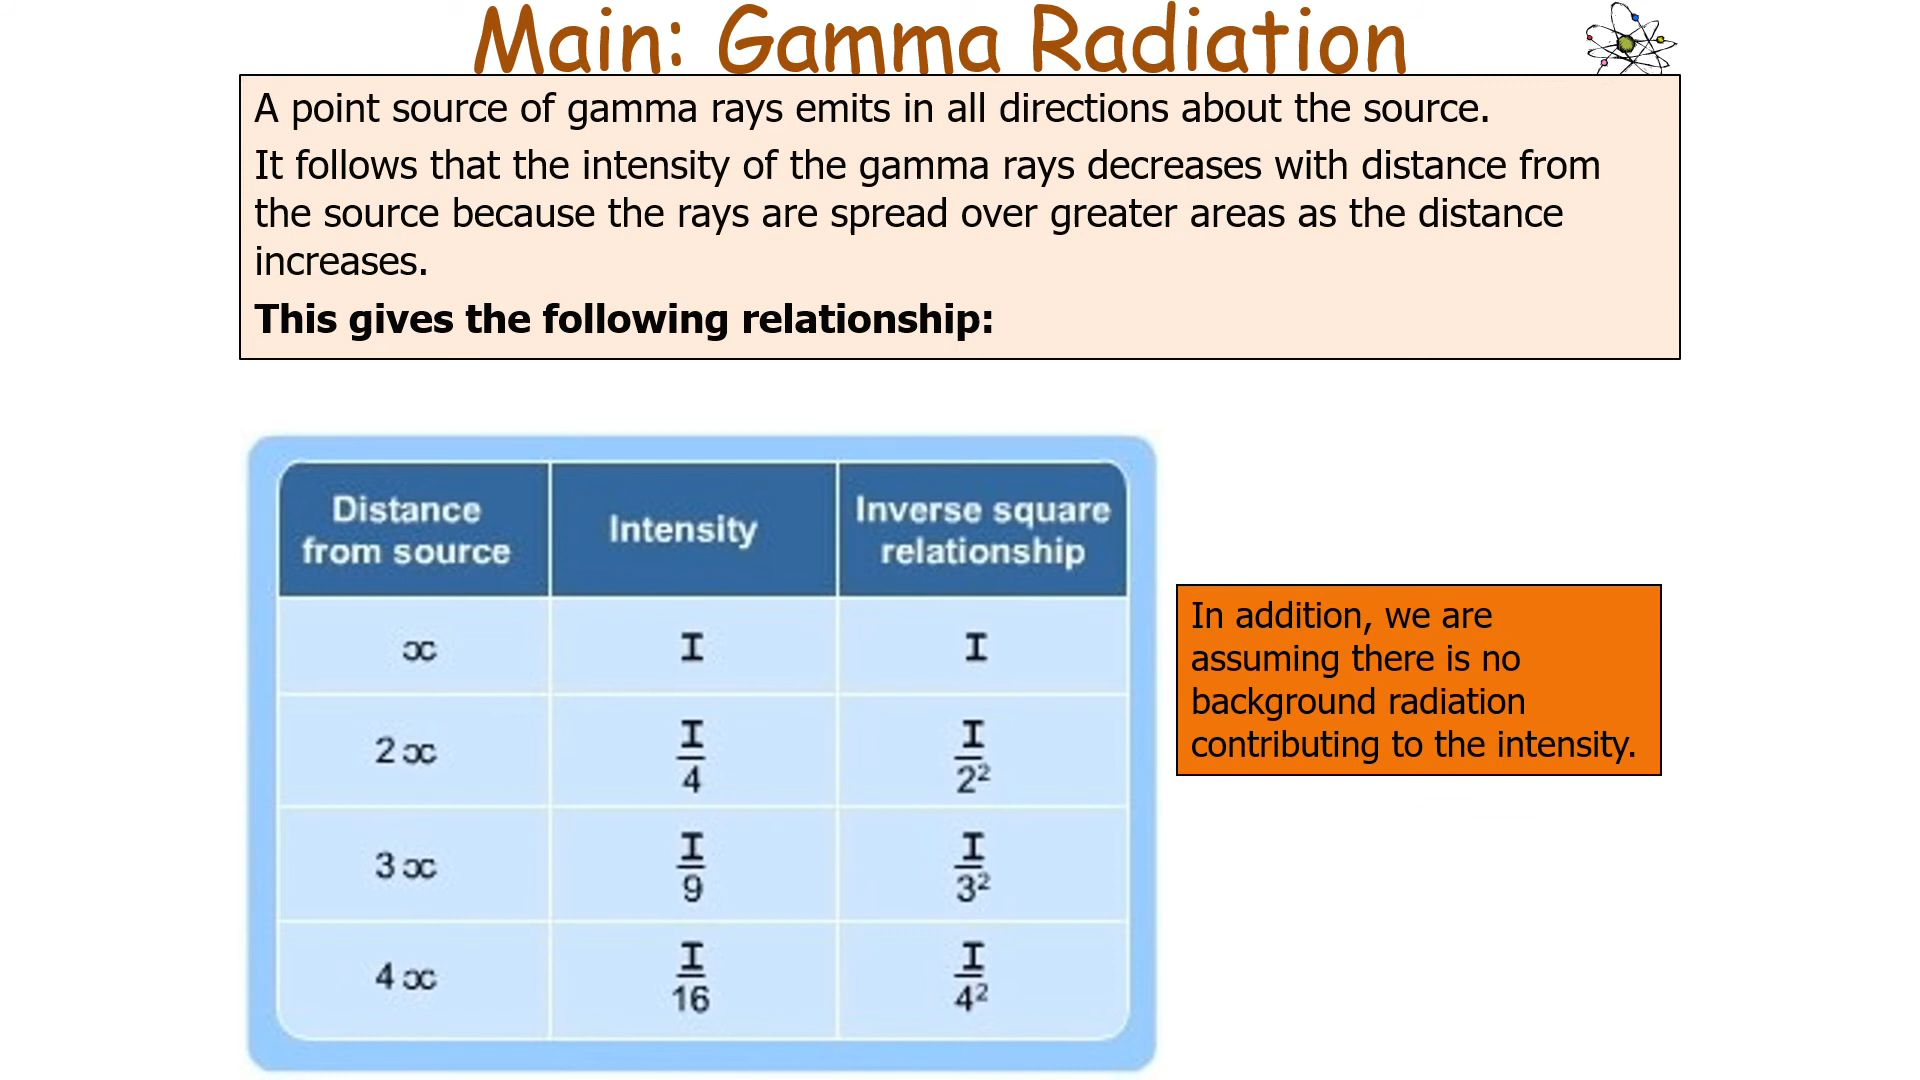 Main: Gamma Radiation
A point source of gamma rays emits in all directions about the source.
It follows that the intensity of the gamma rays decreases with distance from
the source because the rays are spread over greater areas as the distance
increases.
This gives the following relationship:
Distance
from source
Intensity
Inverse square
relationship
x
I
I
2x
I/4
I/2²
3x
I/9
I/3²
4x
I/16
I/4²
In addition, we are
assuming there is no
background radiation
contributing to the intensity.